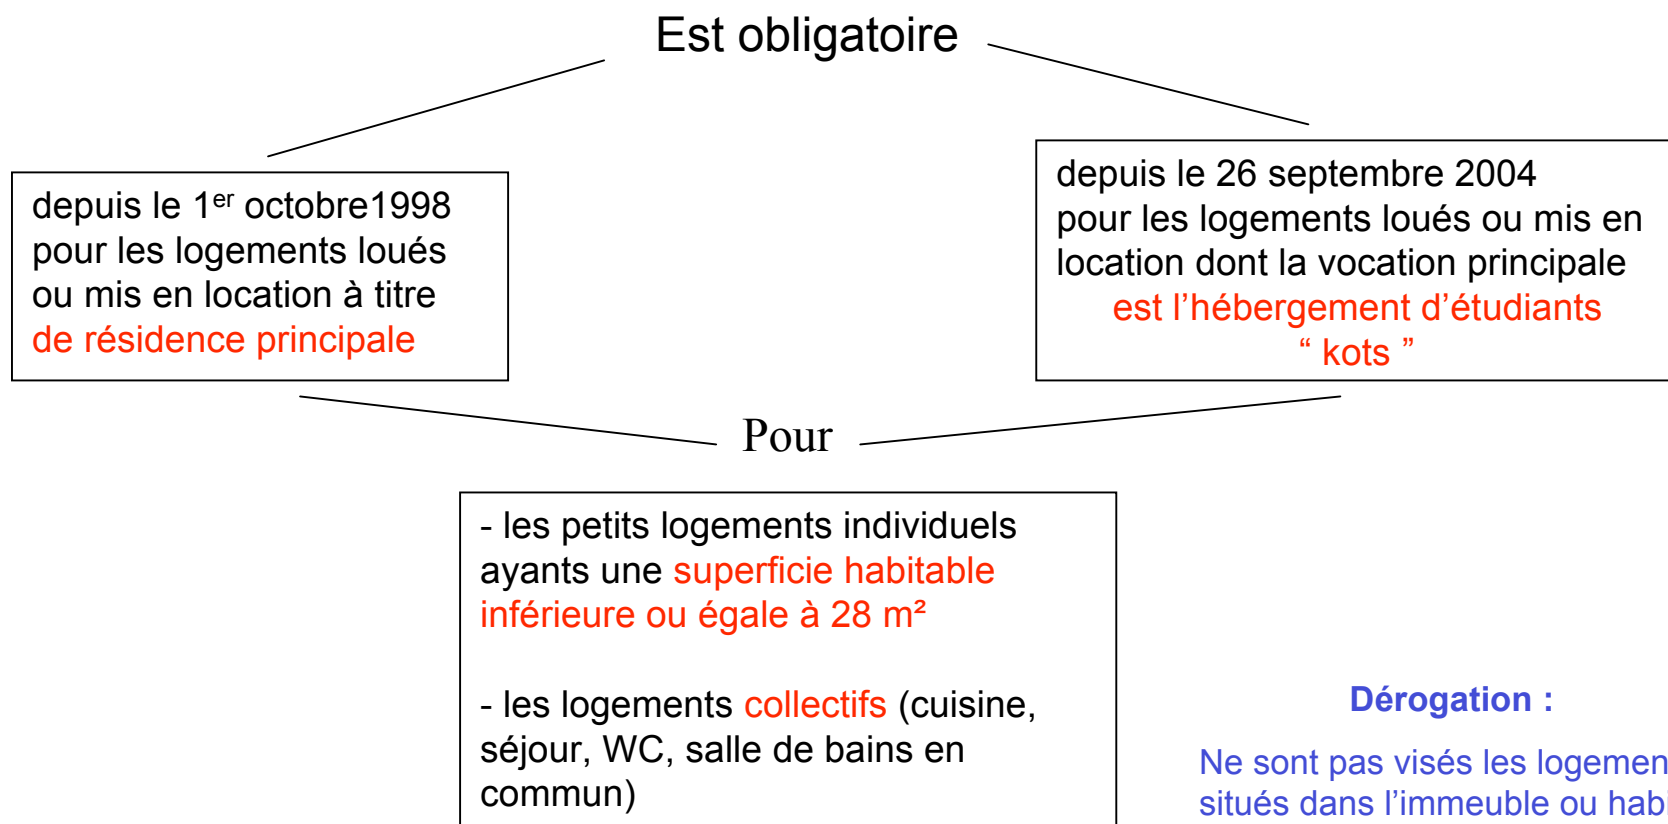 Est obligatoire
depuis le 1er octobre1998
pour les logements loués
ou mis en location à titre
de résidence principale
depuis le 26 septembre 2004
pour les logements loués ou mis en
location dont la vocation principale
est l’hébergement d’étudiants
“ kots ”
Pour
- les petits logements individuels
ayants une superficie habitable
inférieure ou égale à 28 m²
- les logements collectifs (cuisine,
séjour, WC, salle de bains en
commun)
Dérogation :
Ne sont pas visés les
situés dans l’immeuble ou